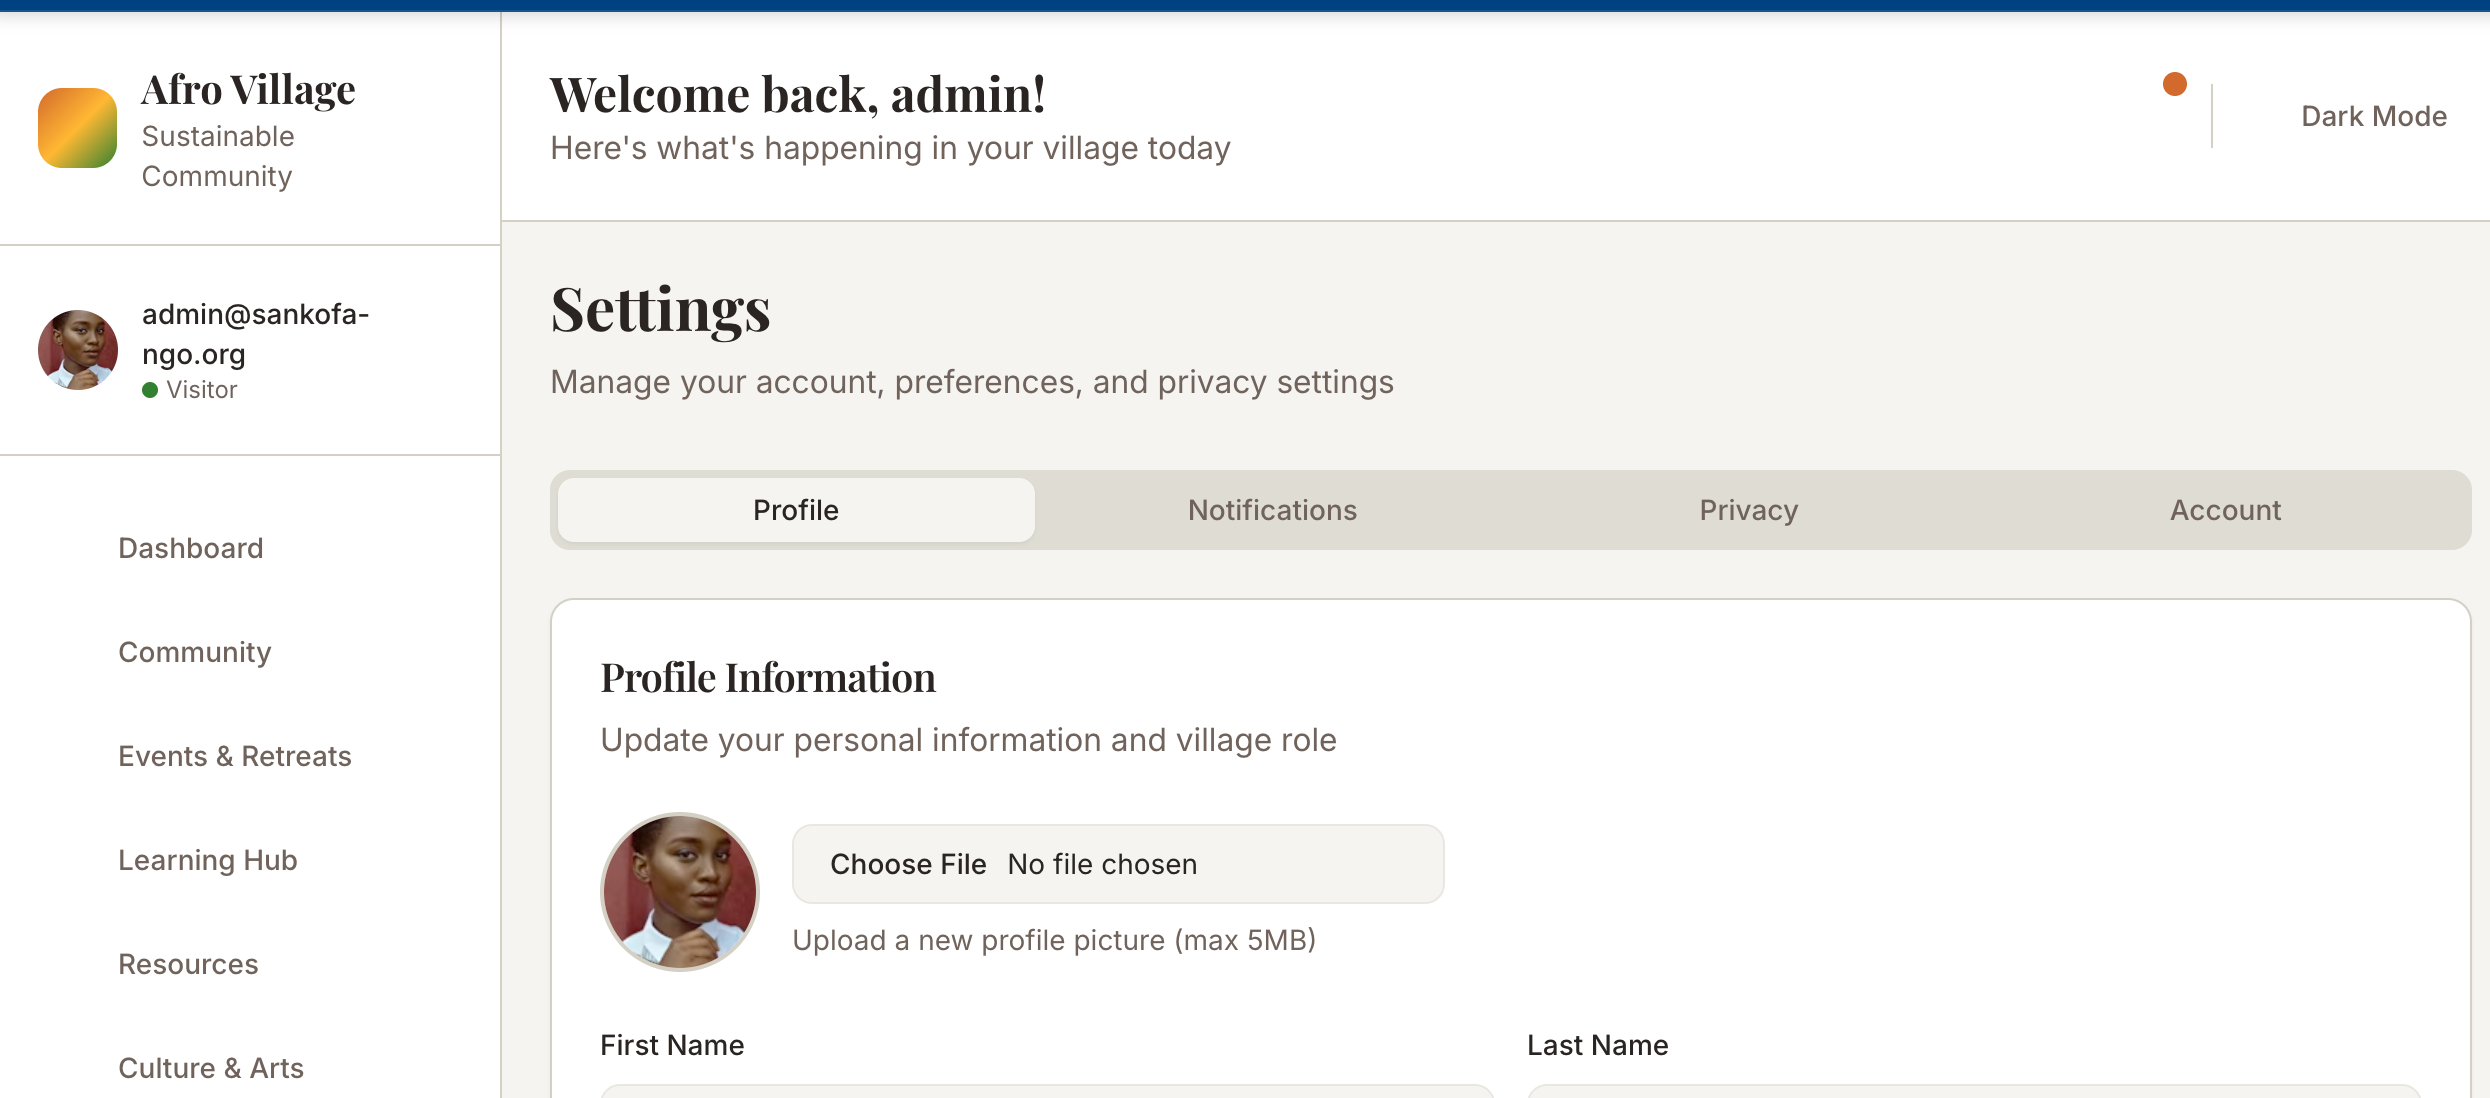 Afro Village
Sustainable
Community
Welcome back, admin!
Here's what's happening in your village today
Dark Mode
admin@sankofa-
ngo.org
Visitor
Dashboard
Community
Events & Retreats
Learning Hub
Resources
Culture & Arts
Settings
Manage your account, preferences, and privacy settings
Profile
Notifications
Privacy
Account
Profile Information
Update your personal information and village role
Choose File No file chosen
Upload a new profile picture (max 5MB)
First Name
Last Name